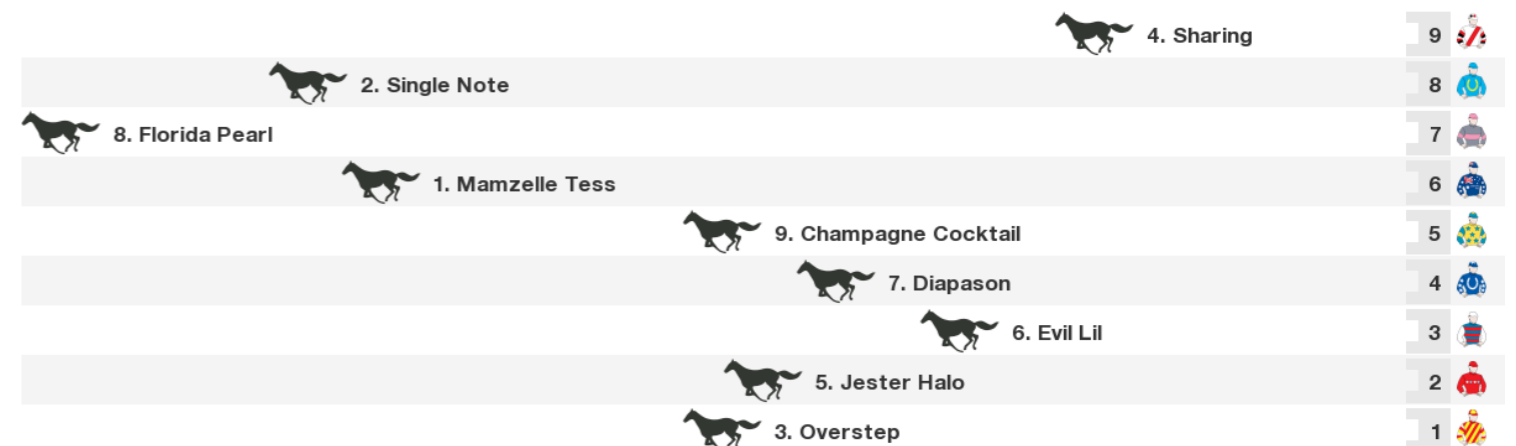 4. Sharing 9
2. Single Note 8
8. Florida Pearl 7
1. Mamzelle Tess 6
9. Champagne Cocktail 5
7. Diapason 4
6. Evil Lil 3
5. Jester Halo 2
3. Overstep 1